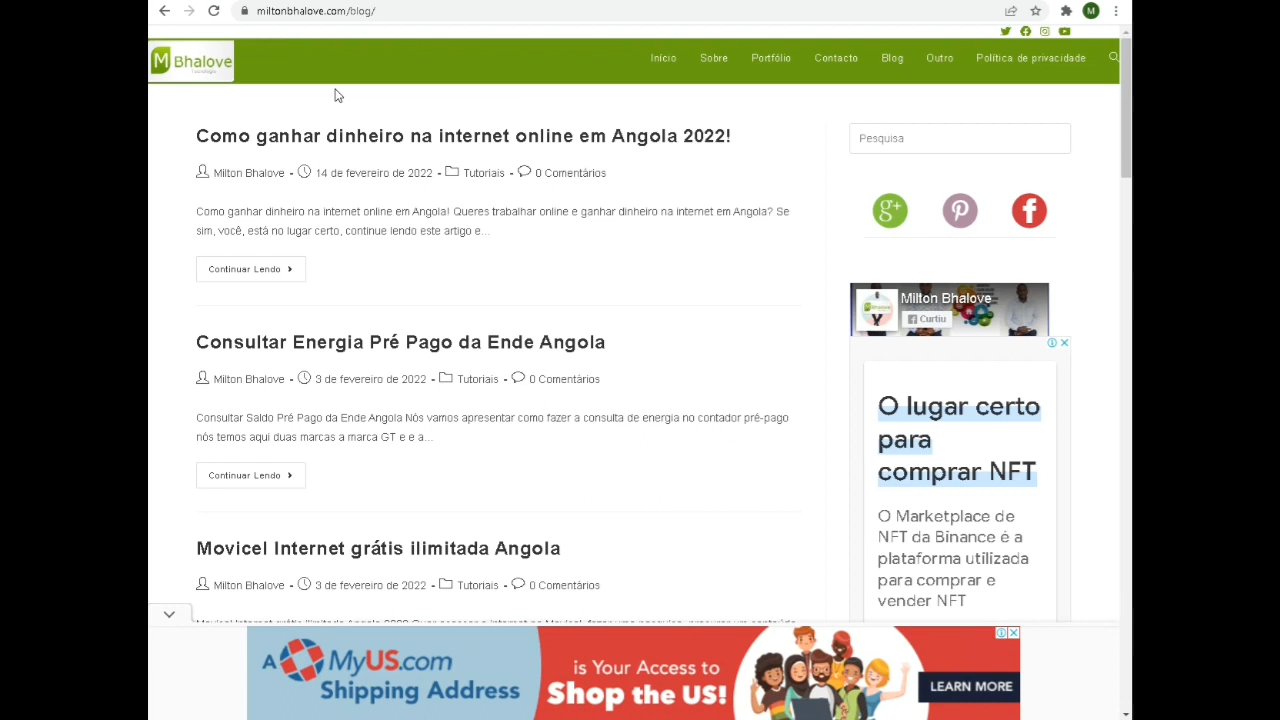 miltonbhalove.com/blog/
M
M Bhalove
Tecnologia
Início Sobre Portfólio Contacto Blog Outro Política de privacidade
Como ganhar dinheiro na internet online em Angola 2022!
Milton Bhalove - 14 de fevereiro de 2022 - Tutoriais - 0 Comentários
Como ganhar dinheiro na internet online em Angola! Queres trabalhar online e ganhar dinheiro na internet em Angola? Se
sim, você, está no lugar certo, continue lendo este artigo e...
Continuar Lendo
Consultar Energia Pré Pago da Ende Angola
Milton Bhalove - 3 de fevereiro de 2022 - Tutoriais - 0 Comentários
Consultar Saldo Pré Pago da Ende Angola Nós vamos apresentar como fazer a consulta de energia no contador pré-pago
nós temos aqui duas marcas a marca GT e e a...
Continuar Lendo
Movicel Internet grátis ilimitada Angola
Milton Bhalove - 3 de fevereiro de 2022 - Tutoriais - 0 Comentários
Pesquisa
g+
Milton Bhalove
Curtiu
O lugar certo
para
comprar NFT
O Marketplace de
NFT da Binance é a
plataforma utilizada
para comprar e
vender NFT
A MyUS.com
Shipping Address
is Your Access to
Shop the US!
LEARN MORE